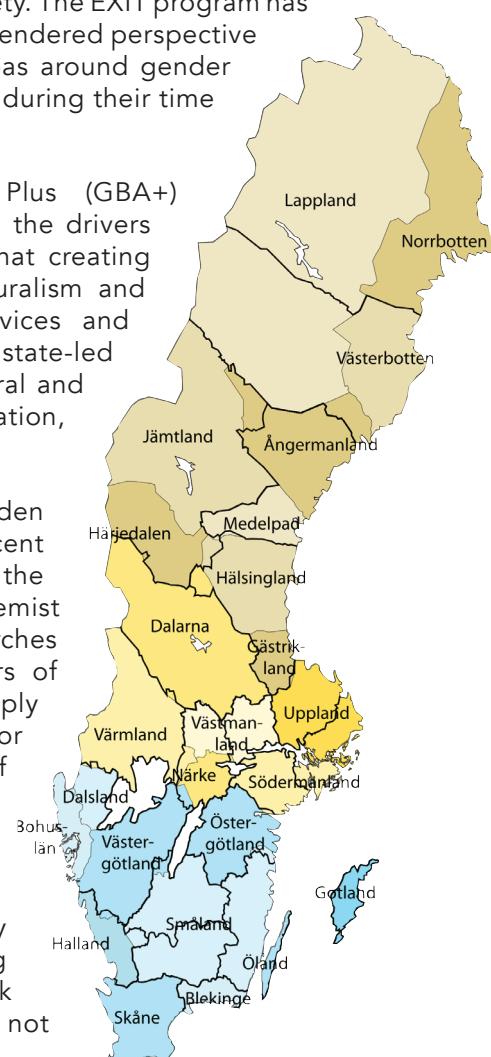 ety. The EXIT program has
endered perspective
as around gender
during their time
Plus (GBA+)
the drivers
hat creating
uralism and
vices and
state-led
ral and
ation,
den
cent
the
emist
rches
rs of
ply
or
f
y
g
k
not
Lappland
Norrbotten
Västerbotten
Jämtland
Ångermanland
Härjedalen
Medelpad
Hälsingland
Dalarna
Gästrik-
land
Uppland
Värmland
Västman-
land
Närke
Södermanland
Dalsland
Bohus-
län
Väster-
götland
Öster-
götland
Gotland
Småland
Halland
Öland
Blekinge
Skåne